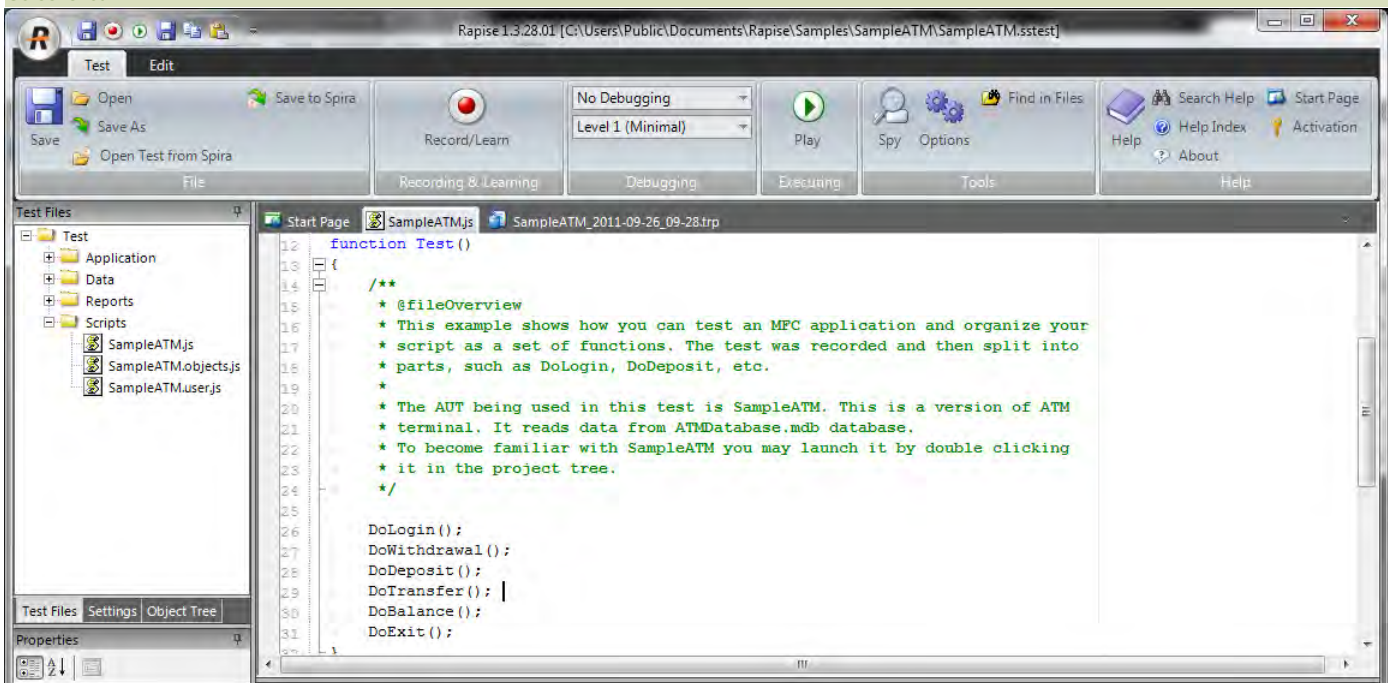 Rapise 1.3.28.01 [C:\Users\Public\Documents\Rapise\Samples\SampleATM\SampleATM.sstest]
Test Edit
Open Save to Spira No Debugging Find in Files Search Help Start Page
Save As Level 1 (Minimal) Help Index Activation
Save Record/Learn Play Spy Options Help
Open Test from Spira About
File Recording & Learning Debugging Executing Tools Help
Test Files
Start Page SampleATM.js SampleATM_2011-09-26_09-28.trp
Test
Application
Data
Reports
Scripts
SampleATM.js
SampleATM.objects.js
SampleATM.user.js
12 function Test()
13 {
14 /**
15 * @fileOverview
16 * This example shows how you can test an MFC application and organize your
17 * script as a set of functions. The test was recorded and then split into
18 * parts, such as DoLogin, DoDeposit, etc.
19 *
20 * The AUT being used in this test is SampleATM. This is a version of ATM
21 * terminal. It reads data from ATMDatabase.mdb database.
22 * To become familiar with SampleATM you may launch it by double clicking
23 * it in the project tree.
24 */
25
26 DoLogin();
27 DoWithdrawal();
28 DoDeposit();
29 DoTransfer();
30 DoBalance();
31 DoExit();
Test Files Settings Object Tree
Properties